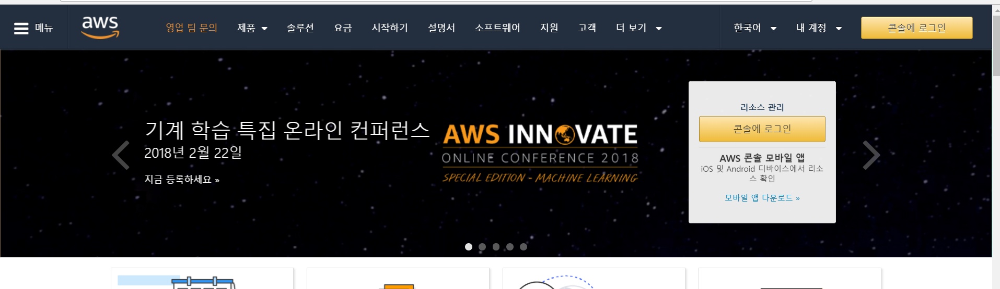 메뉴
aws
영업 팀 문의
제품
솔루션
요금
시작하기
설명서
소프트웨어
지원
고객
더 보기
한국어
내 계정
콘솔에 로그인
기계 학습 특집 온라인 컨퍼런스
2018년 2월 22일
지금 등록하세요 »
AWS INNOVATE
ONLINE CONFERENCE 2018
SPECIAL EDITION - MACHINE LEARNING
리소스 관리
콘솔에 로그인
AWS 콘솔 모바일 앱
iOS 및 Android 디바이스에서 리소
스 확인
모바일 앱 다운로드 »